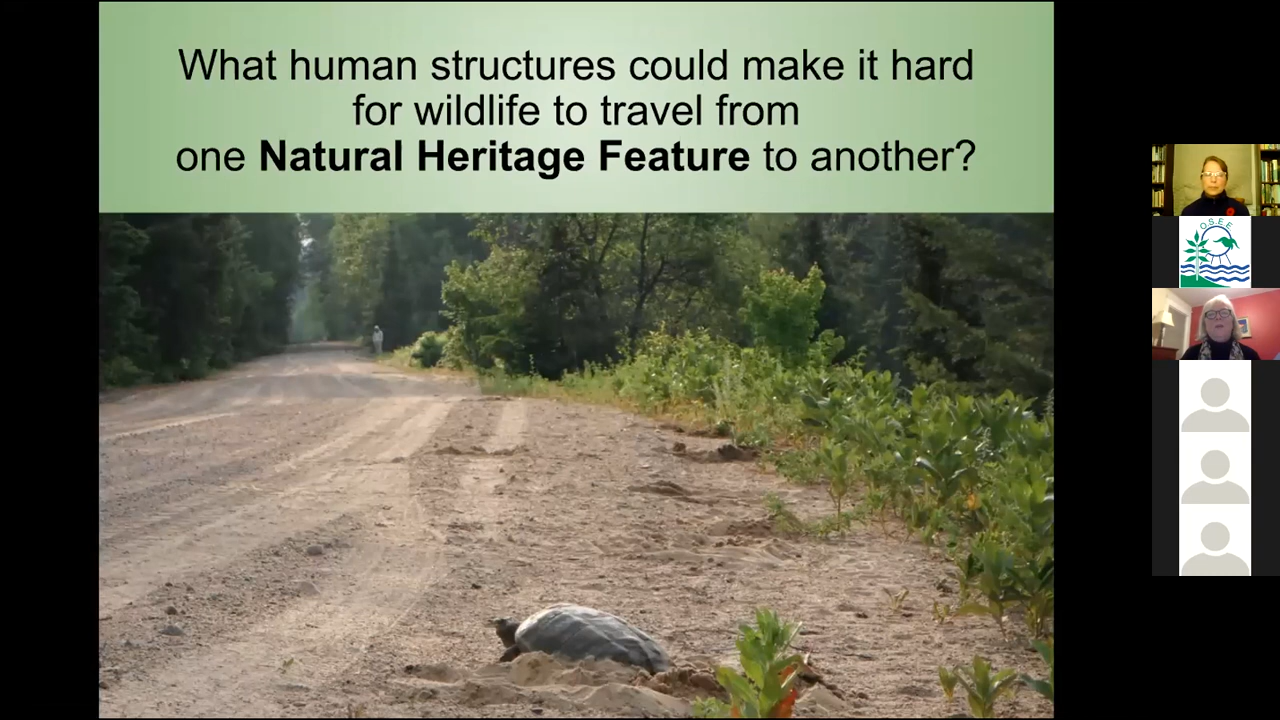 What human structures could make it hard
for wildlife to travel from
one Natural Heritage Feature to another?
O.S.E.E